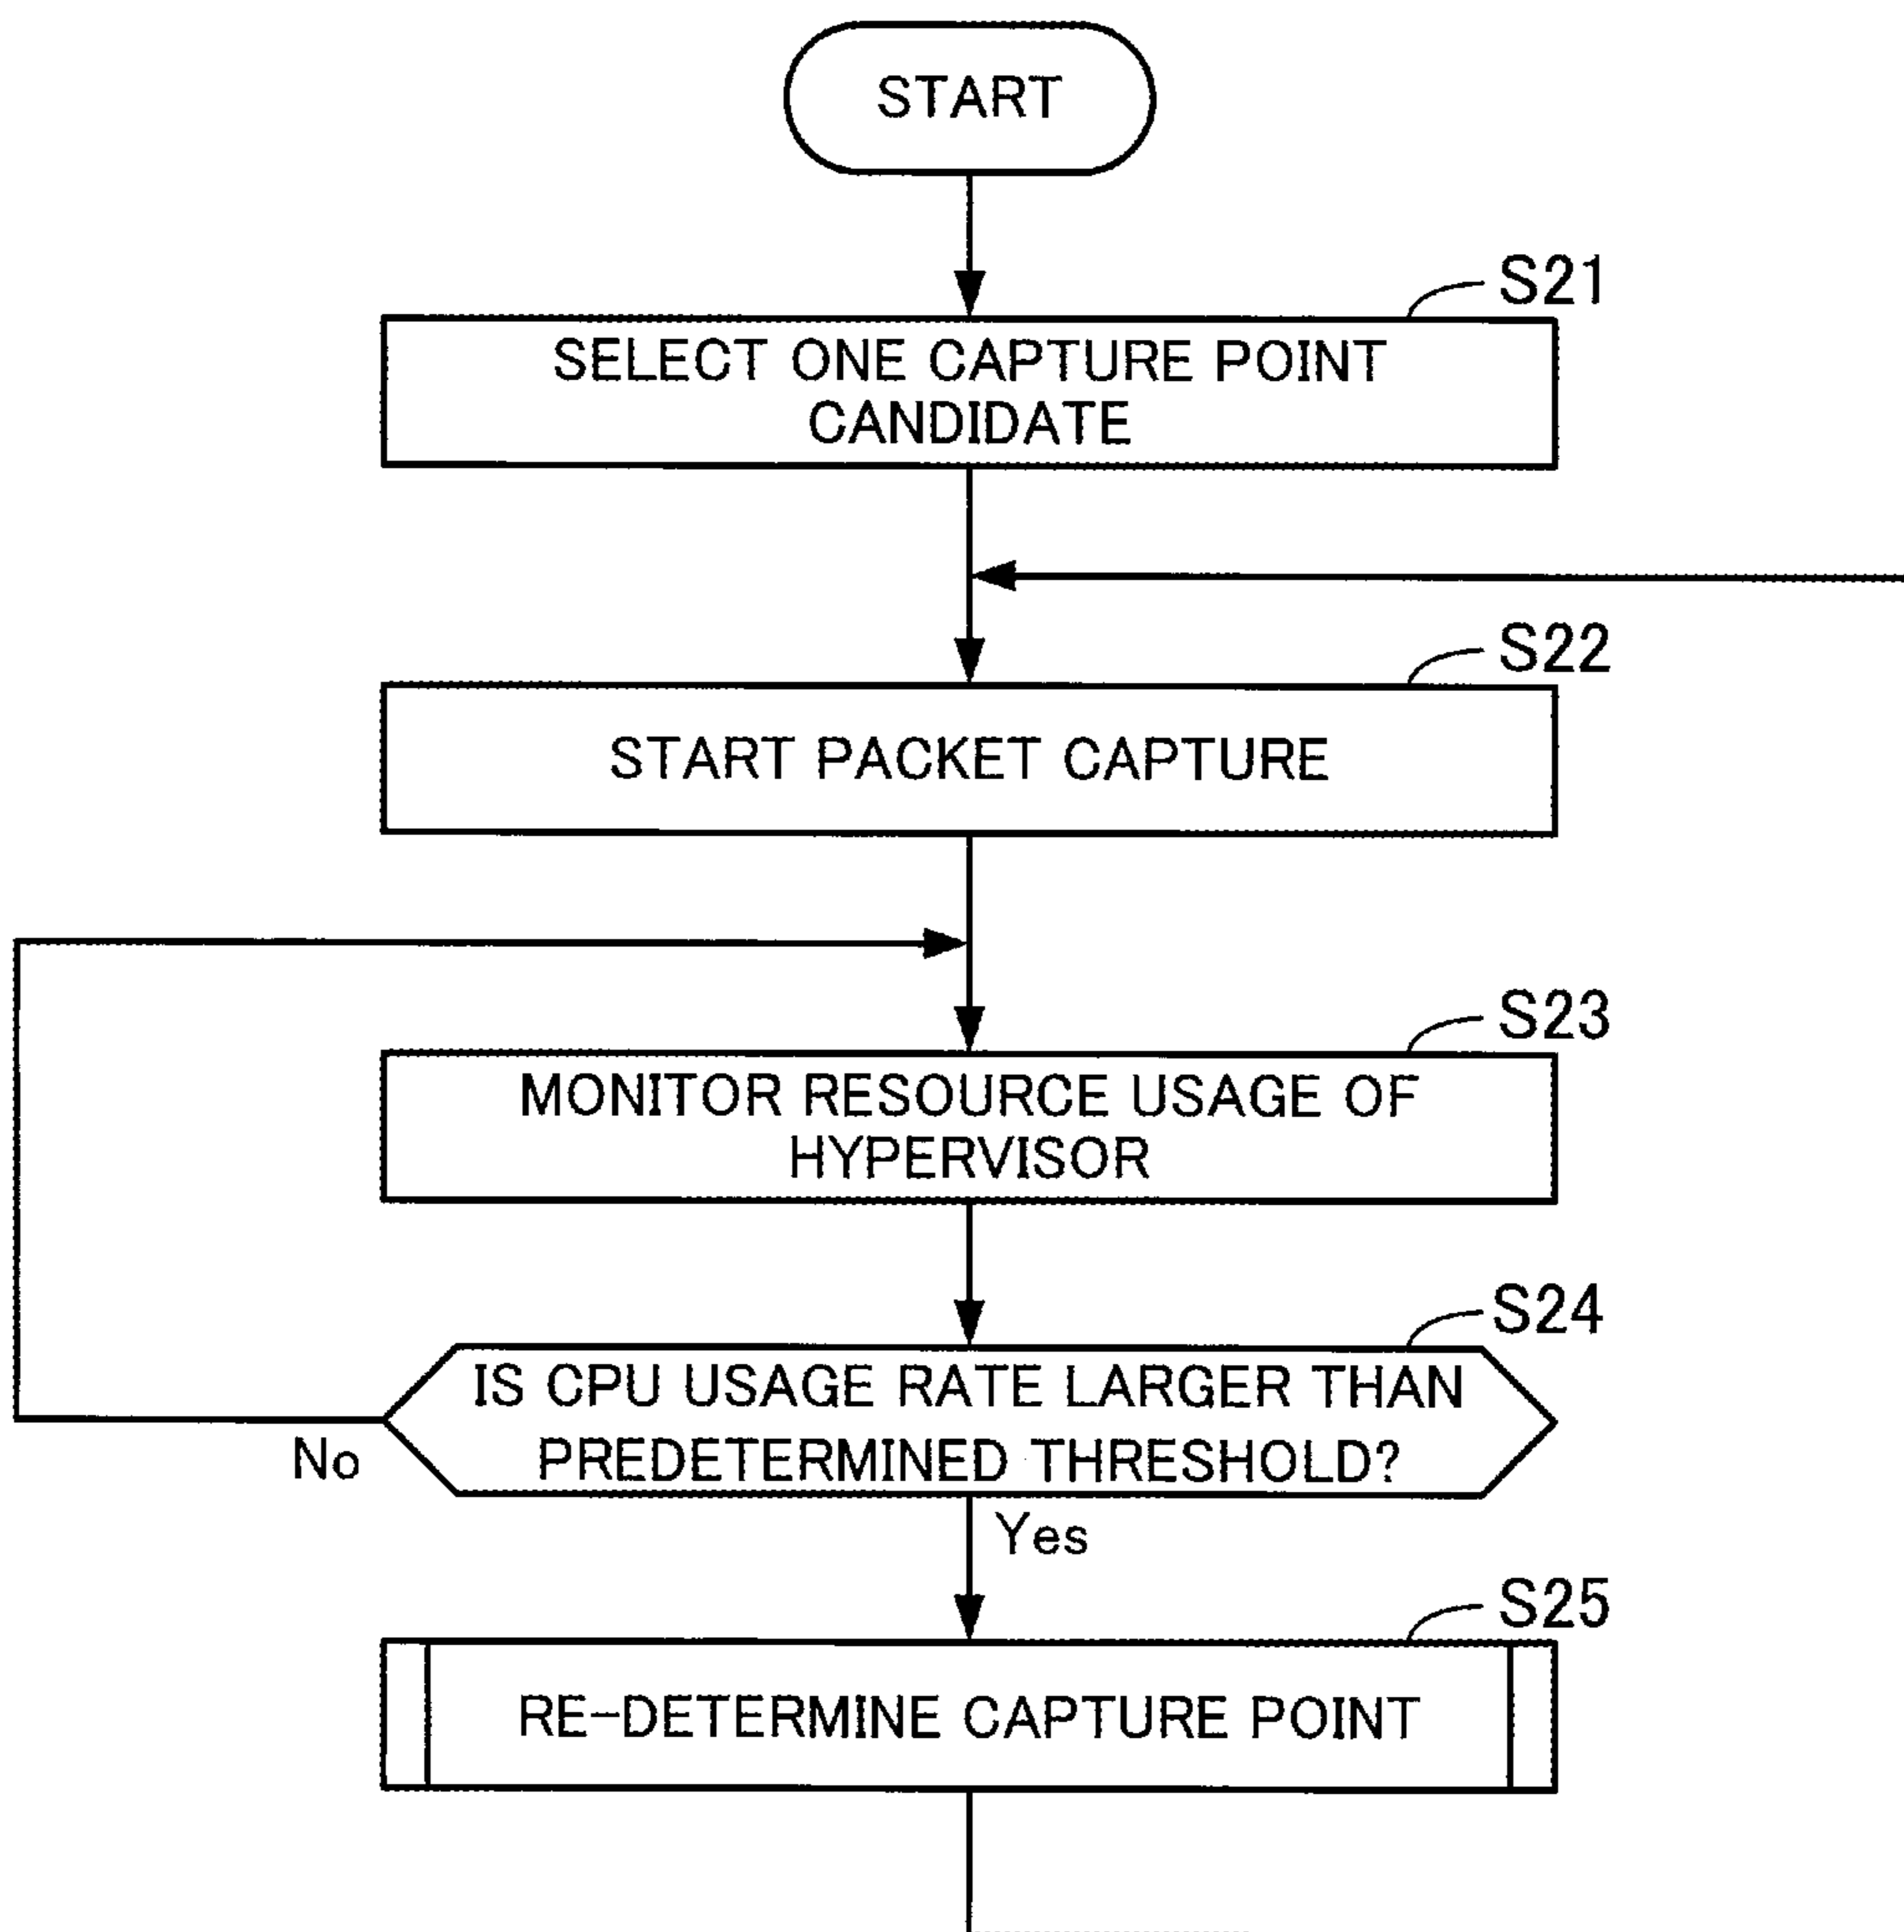 START
S21
SELECT ONE CAPTURE POINT
CANDIDATE
S22
START PACKET CAPTURE
S23
MONITOR RESOURCE USAGE OF
HYPERVISOR
S24
IS CPU USAGE RATE LARGER THAN
PREDETERMINED THRESHOLD?
No
Yes
S25
RE-DETERMINE CAPTURE POINT